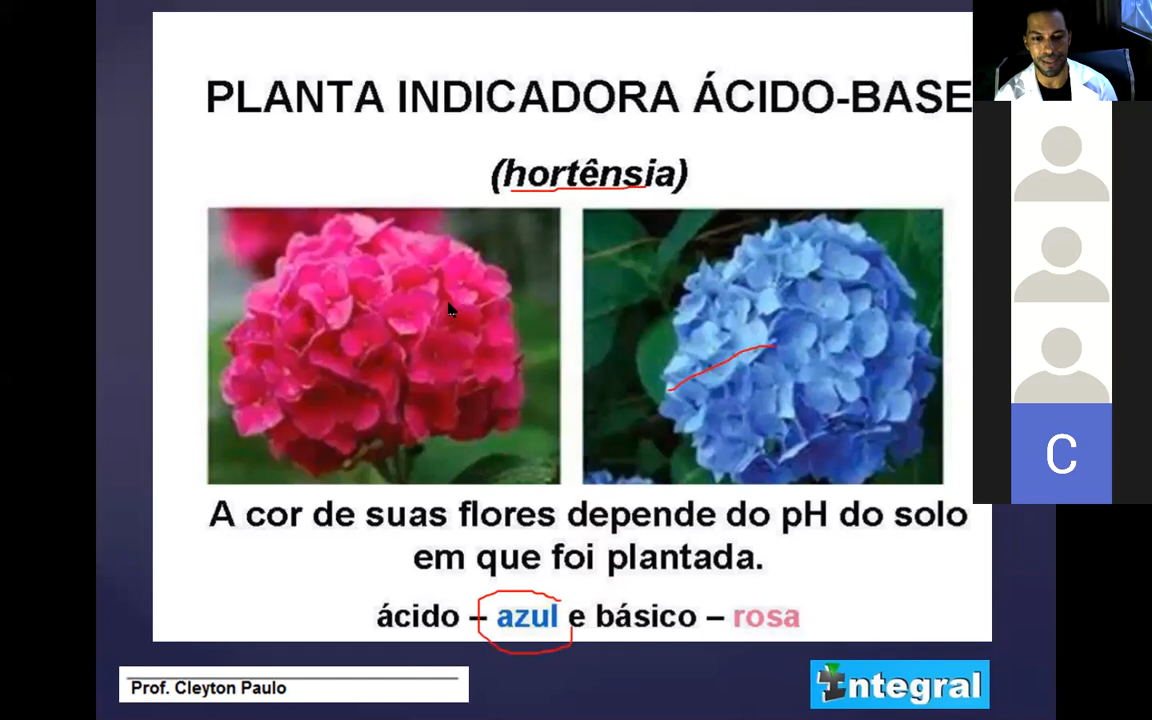 PLANTA INDICADORA ÁCIDO-BASE
(hortênsia)
A cor de suas flores depende do pH do solo
em que foi plantada.
ácido – azul e básico – rosa
Prof. Cleyton Paulo
Integral
C